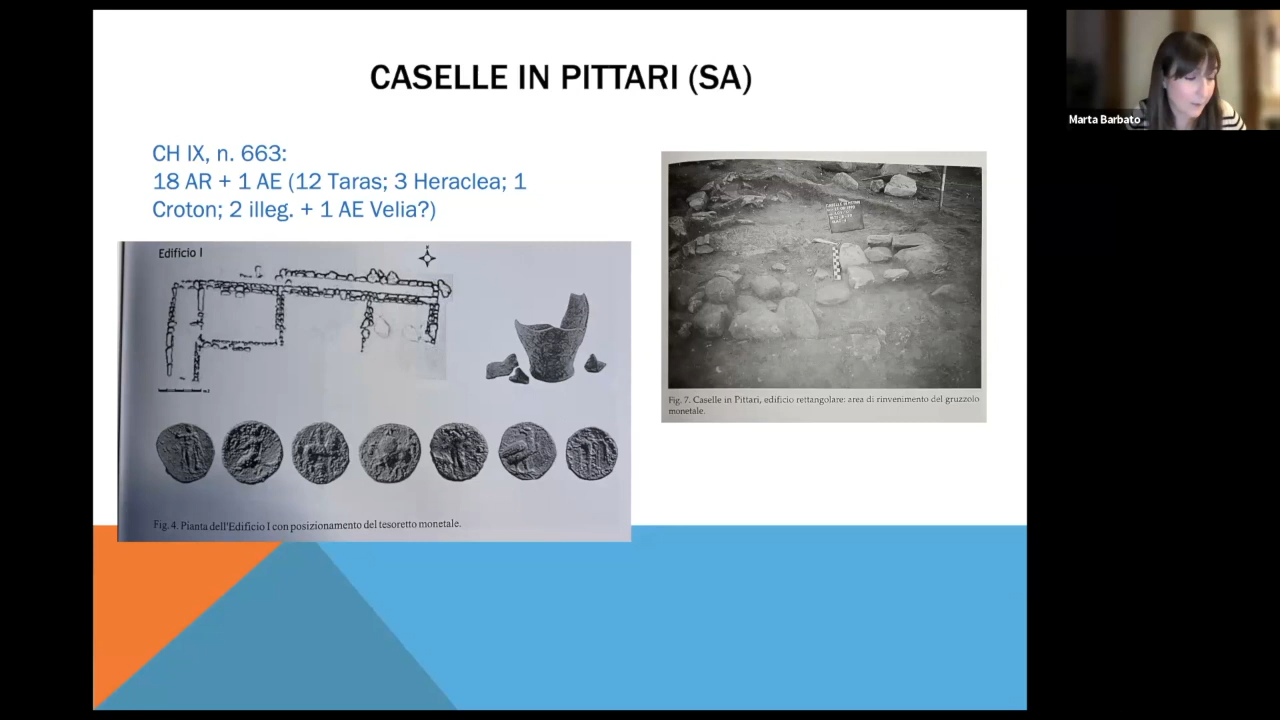 CASELLE IN PITTARI (SA)
CH IX, n. 663:
18 AR + 1 AE (12 Taras; 3 Heraclea; 1
Croton; 2 illeg. + 1 AE Velia?)
Edificio I
Fig. 4. Pianta dell'Edificio I con posizionamento del tesoretto monetale.
Fig. 7. Caselle in Pittari, edificio rettangolare: area di rinvenimento del gruzzolo
monetale.
Marta Barbato